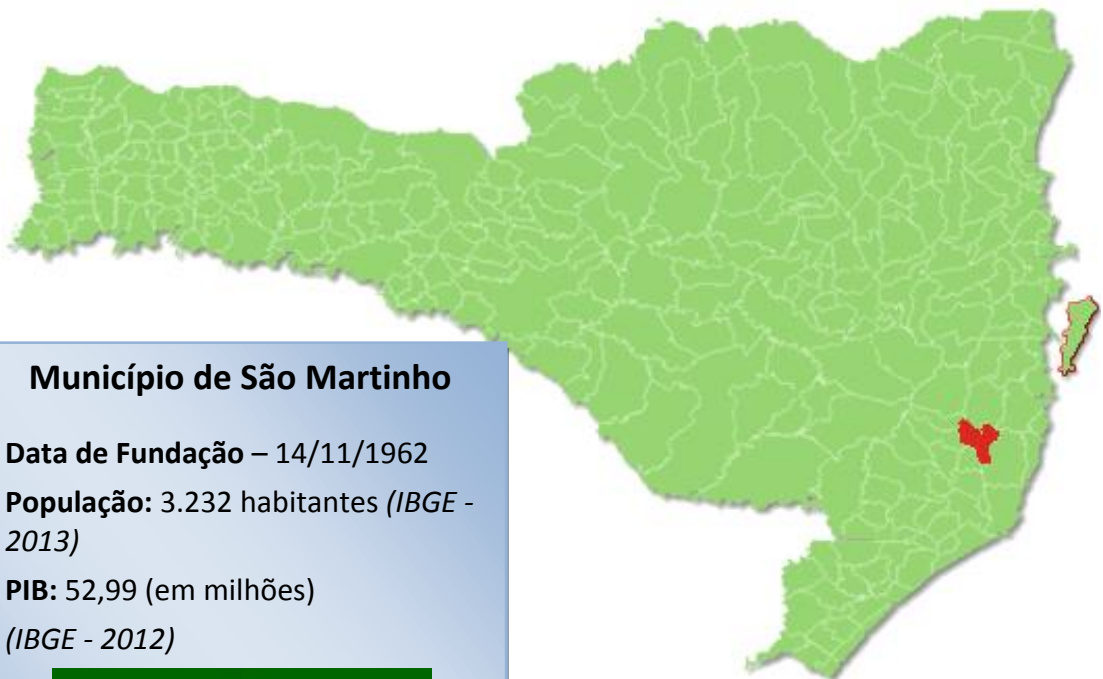 Município de São Martinho
Data de Fundação – 14/11/1962
População: 3.232 habitantes (IBGE -
2013)
PIB: 52,99 (em milhões)
(IBGE - 2012)